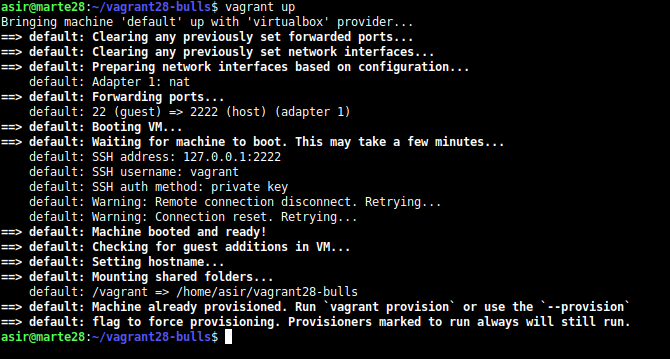 asir@marte28:~/vagrant28-bulls$ vagrant up
Bringing machine 'default' up with 'virtualbox' provider...
==> default: Clearing any previously set forwarded ports...
==> default: Clearing any previously set network interfaces...
==> default: Preparing network interfaces based on configuration...
    default: Adapter 1: nat
==> default: Forwarding ports...
    default: 22 (guest) => 2222 (host) (adapter 1)
==> default: Booting VM...
==> default: Waiting for machine to boot. This may take a few minutes...
    default: SSH address: 127.0.0.1:2222
    default: SSH username: vagrant
    default: SSH auth method: private key
    default: Warning: Remote connection disconnect. Retrying...
    default: Warning: Connection reset. Retrying...
==> default: Machine booted and ready!
==> default: Checking for guest additions in VM...
==> default: Setting hostname...
==> default: Mounting shared folders...
    default: /vagrant => /home/asir/vagrant28-bulls
==> default: Machine already provisioned. Run `vagrant provision` or use the `--provision`
==> default: flag to force provisioning. Provisioners marked to run always will still run.
asir@marte28:~/vagrant28-bulls$